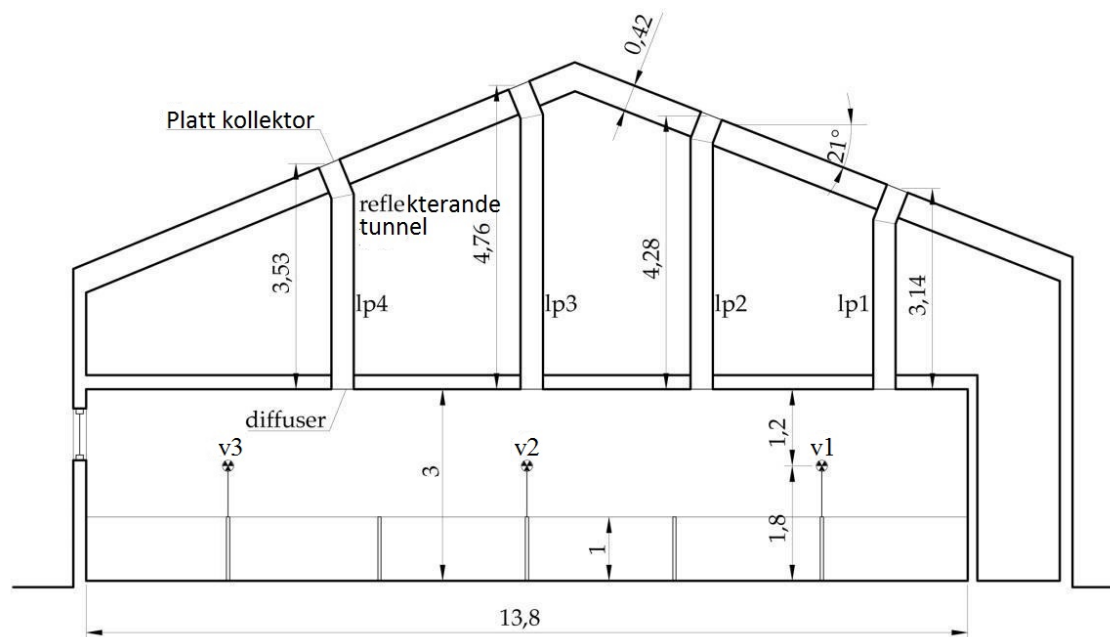 0,42
Platt kollektor
21°
reflekterande
tunnel
3,53
4,76
4,28
3,14
lp4
lp3
lp2
lp1
diffuser
v3
v2
v1
1,2
3
1,8
1
13,8